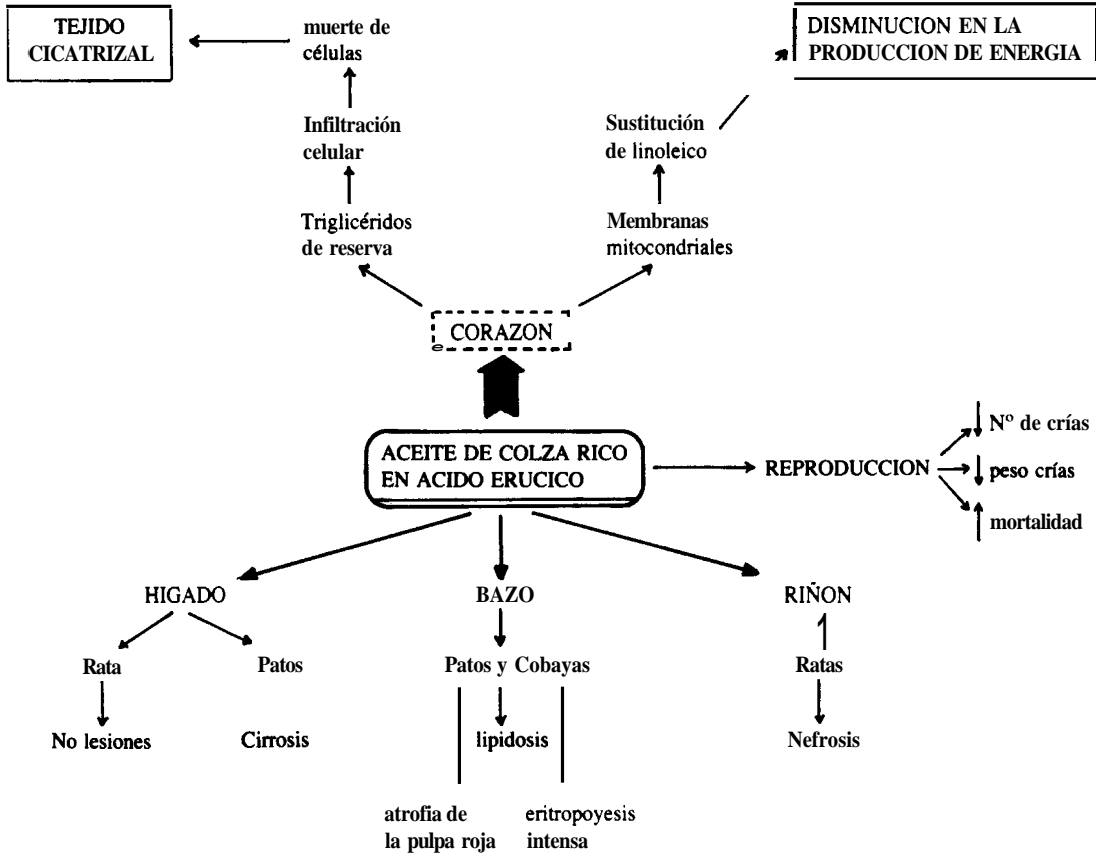 TEJIDO
CICATRIZAL
muerte de
células
DISMINUCION EN LA
PRODUCCION DE ENERGIA
Infiltración
celular
Sustitución
de linoleico
Triglicéridos
de reserva
Membranas
mitocondriales
CORAZON
ACEITE DE COLZA RICO
EN ACIDO ERUCICO
REPRODUCCION
Nº de crías
peso crías
mortalidad
HIGADO
BAZO
RIÑON
Rata
Patos
Patos y Cobayas
Ratas
No lesiones
Cirrosis
lipidosis
Nefrosis
atrofia de
la pulpa roja
eritropoyesis
intensa